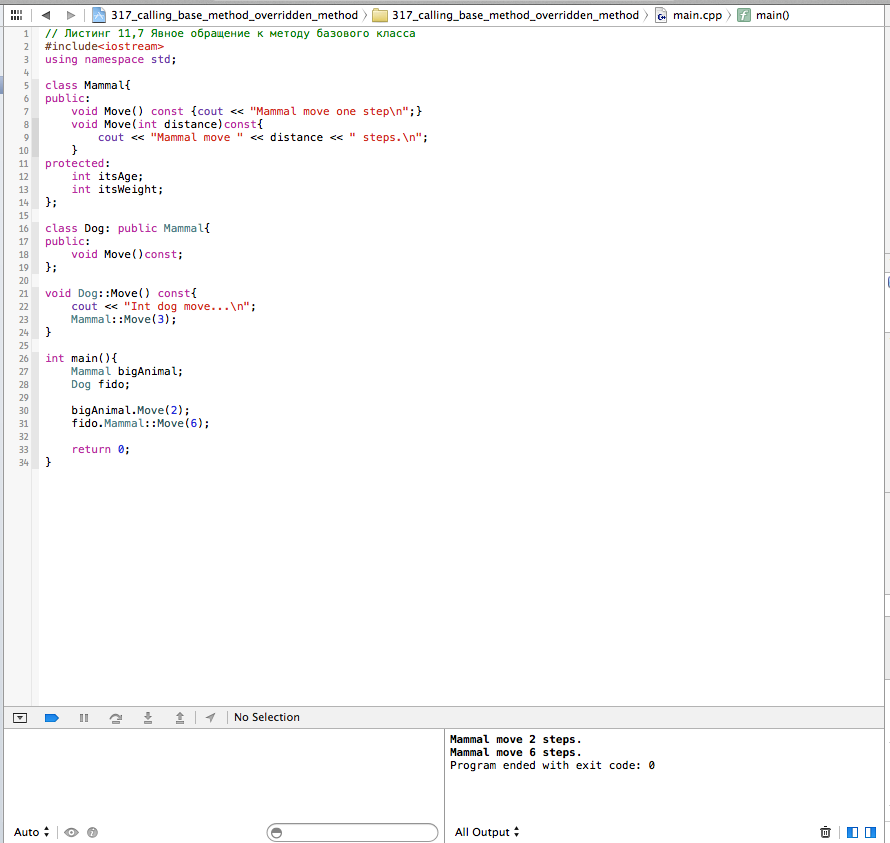 317_calling_base_method_overridden_method 317_calling_base_method_overridden_method main.cpp main()
1 // Листинг 11,7 Явное обращение к методу базового класса
2 #include<iostream>
3 using namespace std;
4
5 class Mammal{
6 public:
7 void Move() const {cout << "Mammal move one step\n";}
8 void Move(int distance)const{
9 cout << "Mammal move " << distance << " steps.\n";
10 }
11 protected:
12 int itsAge;
13 int itsWeight;
14 };
15
16 class Dog: public Mammal{
17 public:
18 void Move()const;
19 };
20
21 void Dog::Move() const{
22 cout << "Int dog move...\n";
23 Mammal::Move(3);
24 }
25
26 int main(){
27 Mammal bigAnimal;
28 Dog fido;
29
30 bigAnimal.Move(2);
31 fido.Mammal::Move(6);
32
33 return 0;
34 }
No Selection
Mammal move 2 steps.
Mammal move 6 steps.
Program ended with exit code: 0
Auto All Output